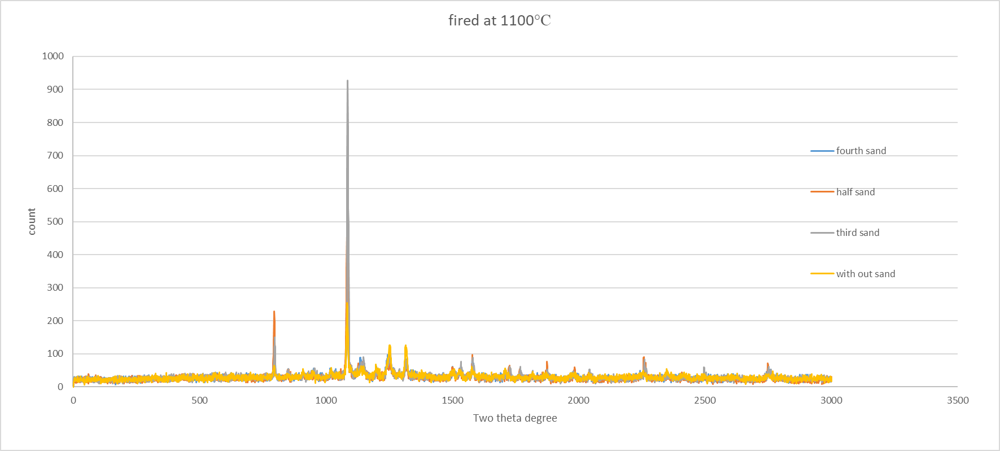 fired at 1100°C
1000
900
800
700
600
500
400
300
200
100
0
count
fourth sand
half sand
third sand
with out sand
0 500 1000 1500 2000 2500 3000 3500
Two theta degree